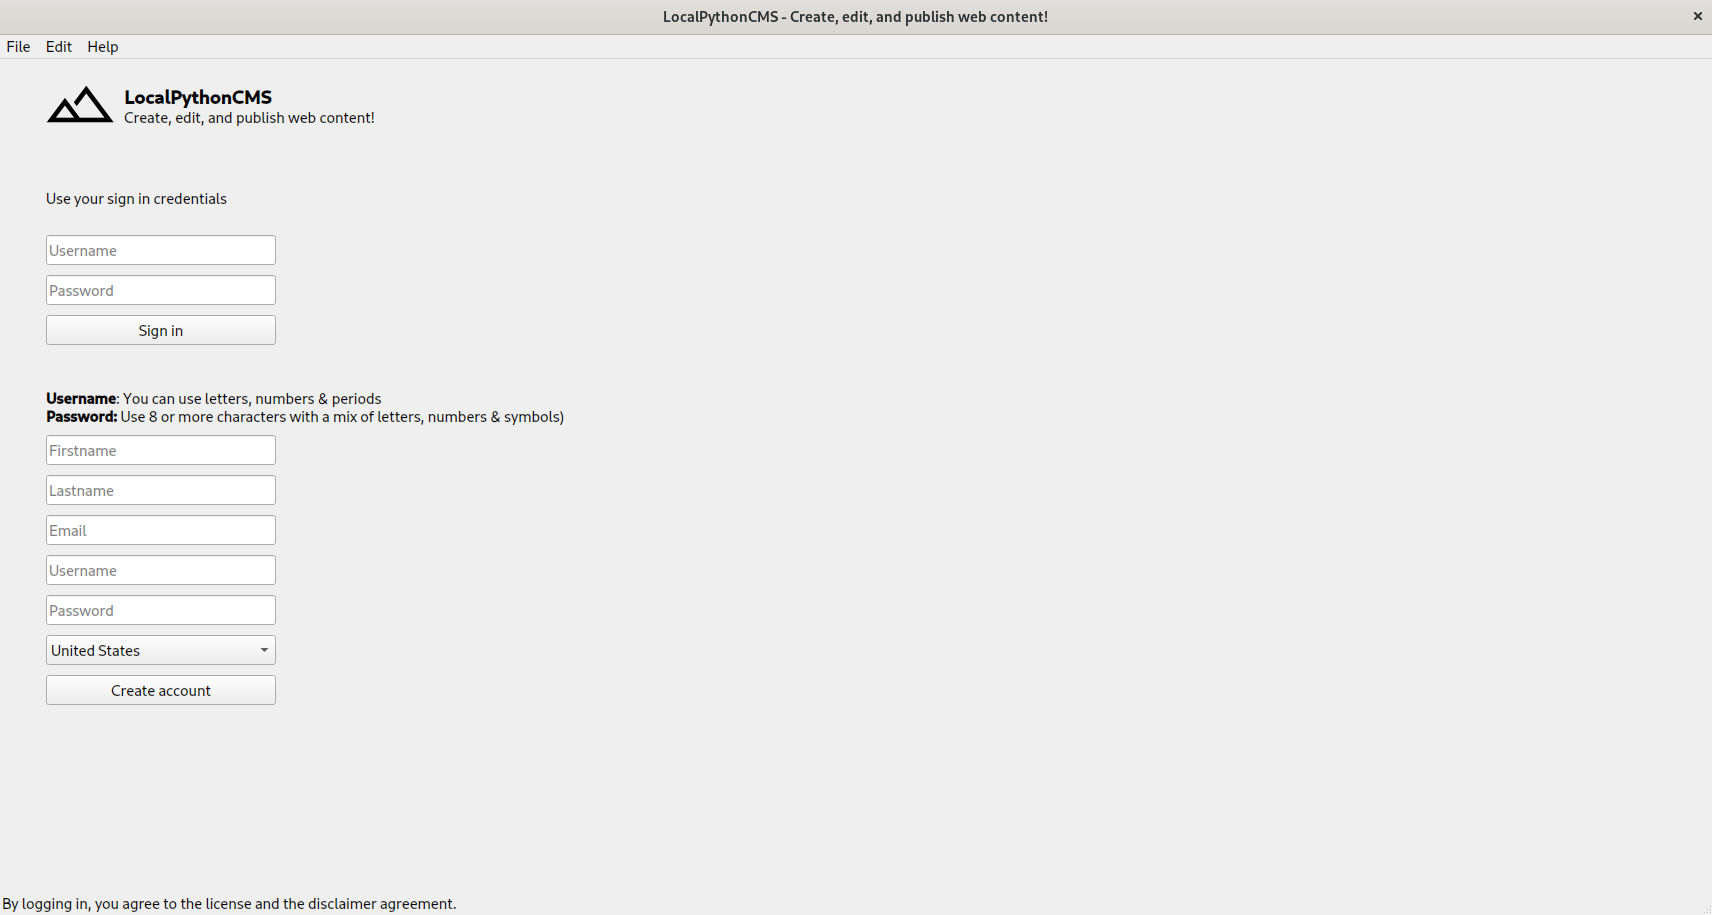 LocalPythonCMS - Create, edit, and publish web content!
File Edit Help
LocalPythonCMS
Create, edit, and publish web content!
Use your sign in credentials
Username
Password
Sign in
Username: You can use letters, numbers & periods
Password: Use 8 or more characters with a mix of letters, numbers & symbols)
Firstname
Lastname
Email
Username
Password
United States
Create account
By logging in, you agree to the license and the disclaimer agreement.